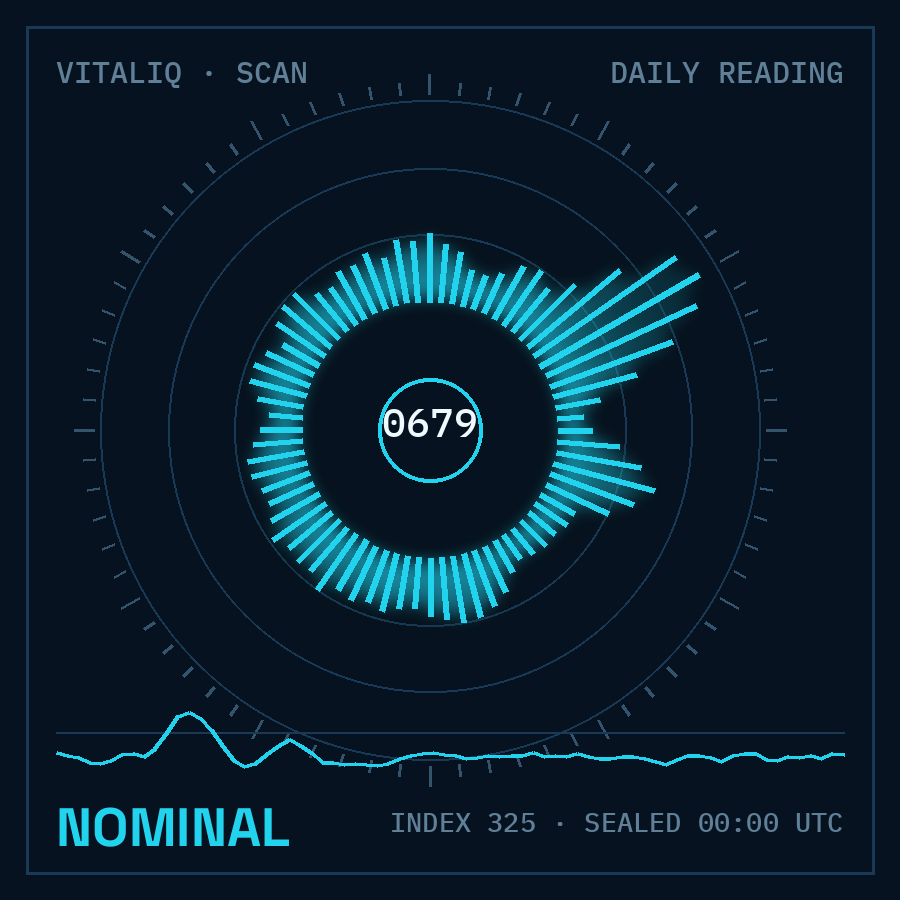 VITALIQ · SCAN
DAILY READING
0679
NOMINAL
INDEX 325 · SEALED 00:00 UTC